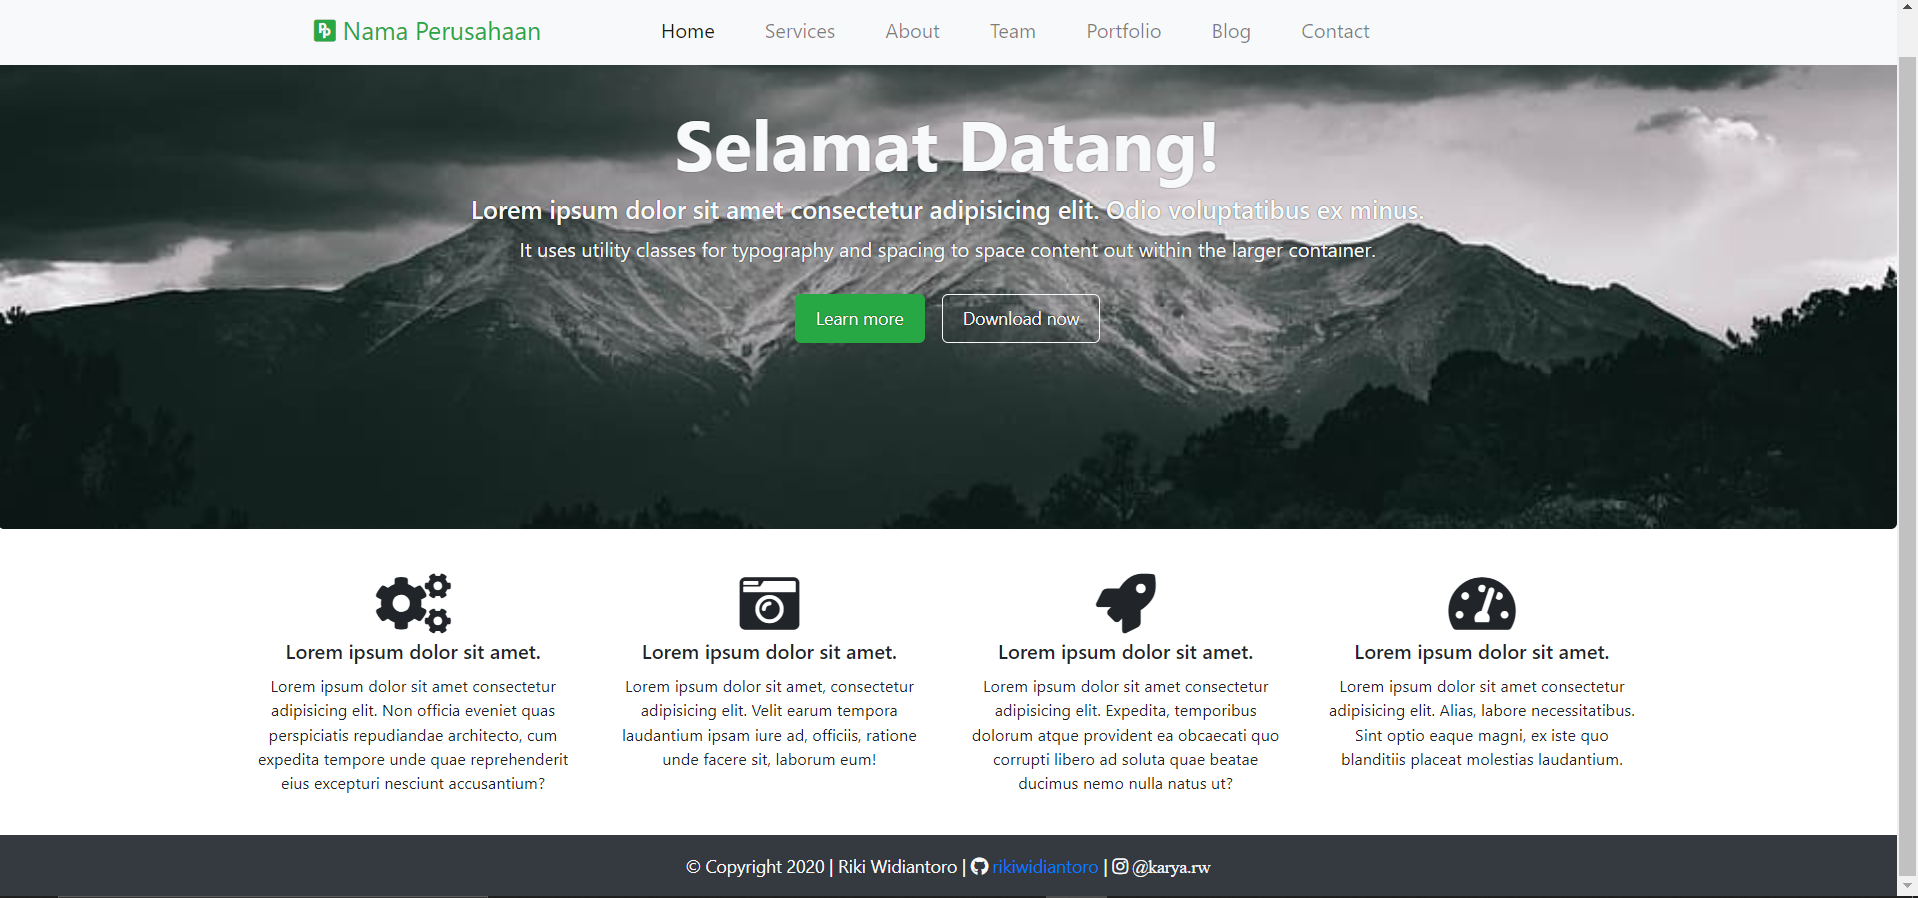 Nama Perusahaan Home Services About Team Portfolio Blog Contact
Selamat Datang!
Lorem ipsum dolor sit amet consectetur adipisicing elit. Odio voluptatibus ex minus.
It uses utility classes for typography and spacing to space content out within the larger container.
Learn more Download now
Lorem ipsum dolor sit amet.
Lorem ipsum dolor sit amet consectetur
adipisicing elit. Non officia eveniet quas
perspiciatis repudiandae architecto, cum
expedita tempore unde quae reprehenderit
eius excepturi nesciunt accusantium?
Lorem ipsum dolor sit amet.
Lorem ipsum dolor sit amet, consectetur
adipisicing elit. Velit earum tempora
laudantium ipsam iure ad, officiis, ratione
unde facere sit, laborum eum!
Lorem ipsum dolor sit amet.
Lorem ipsum dolor sit amet consectetur
adipisicing elit. Expedita, temporibus
dolorum atque provident ea obcaecati quo
corrupti libero ad soluta quae beatae
ducimus nemo nulla natus ut?
Lorem ipsum dolor sit amet.
Lorem ipsum dolor sit amet consectetur
adipisicing elit. Alias, labore necessitatibus.
Sint optio eaque magni, ex iste quo
blanditiis placeat molestias laudantium.
© Copyright 2020 | Riki Widiantoro | rikiwidiantoro | @karya.rw